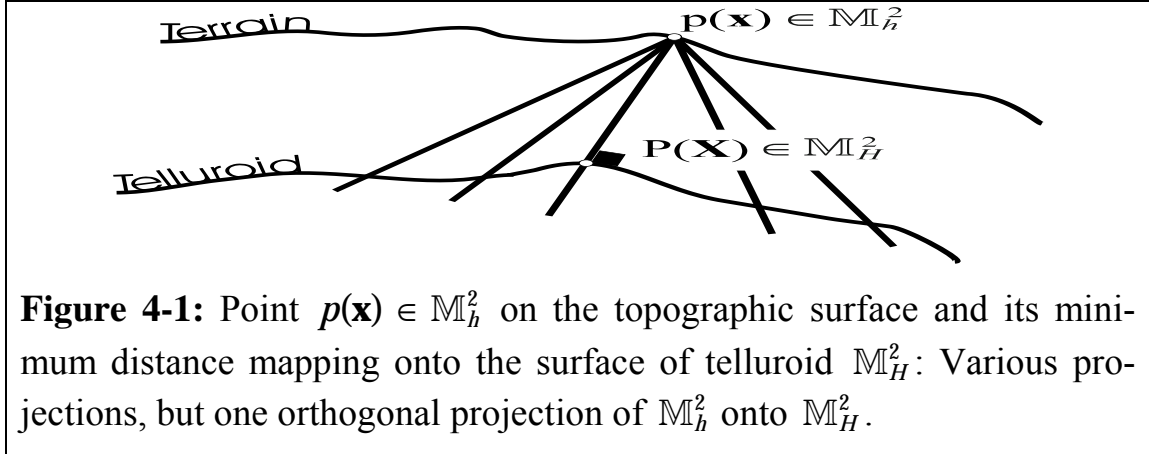 Terrain
p(x) ∈ 𝕄²ₕ
P(X) ∈ 𝕄²_H
Telluroid
Figure 4-1: Point p(x) ∈ 𝕄²ₕ on the topographic surface and its mini-
mum distance mapping onto the surface of telluroid 𝕄²_H: Various pro-
jections, but one orthogonal projection of 𝕄²ₕ onto 𝕄²_H.